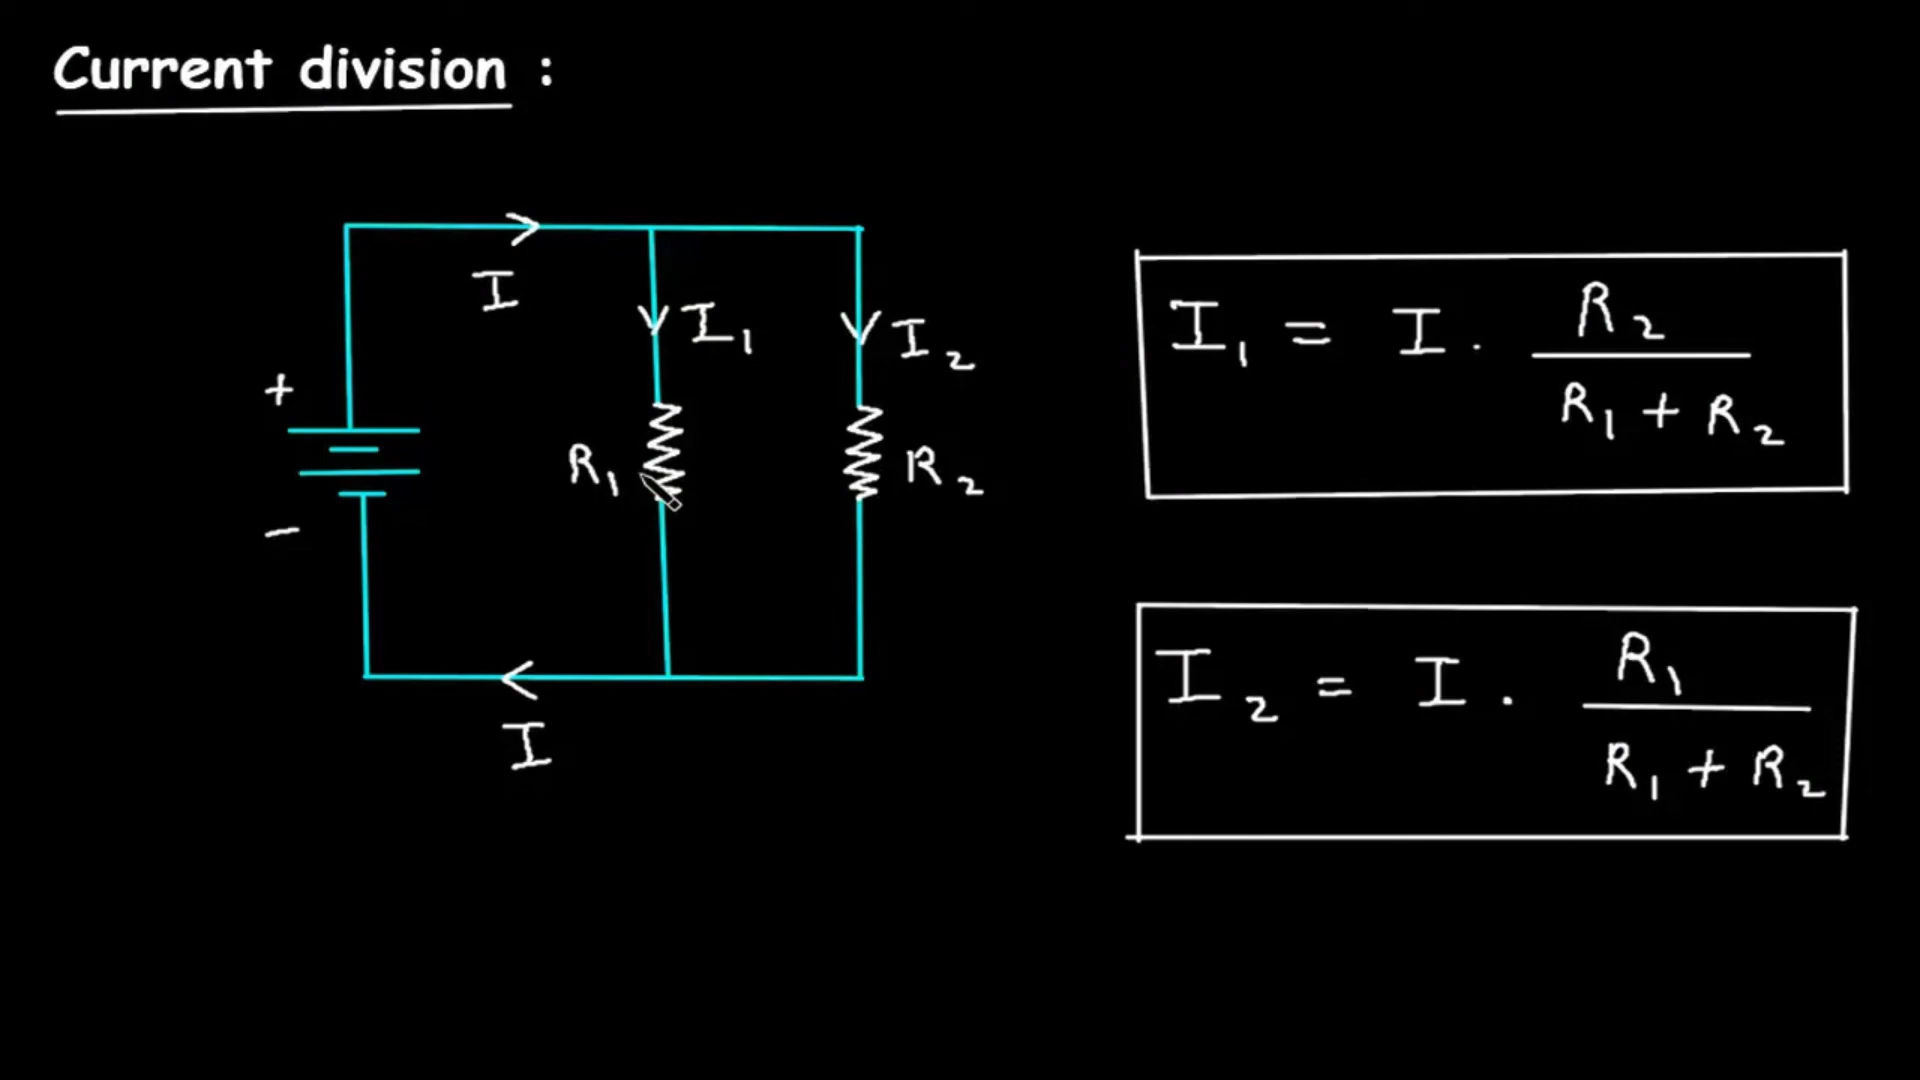 Current division :
I
I₁
I₂
+
R₁
R₂
−
I
I₁ = I . R₂ / R₁ + R₂
I₂ = I . R₁ / R₁ + R₂